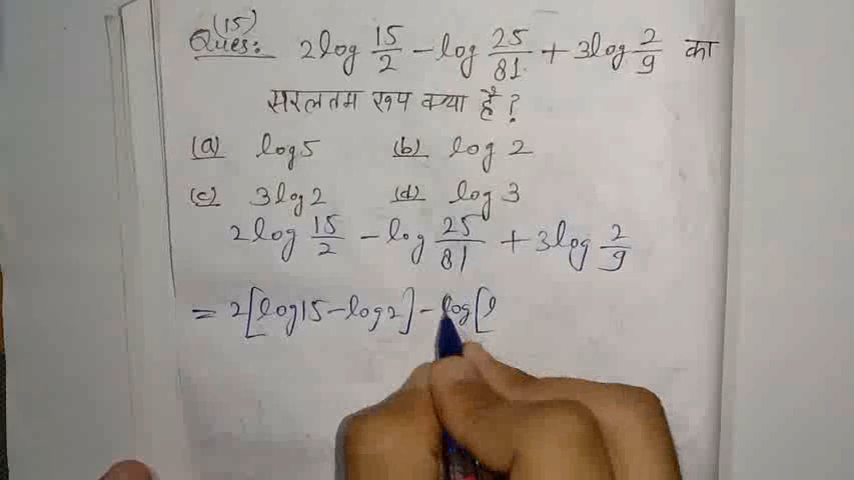 (15)
Ques: 2log 15/2 - log 25/81 + 3log 2/9 का
सरलतम रूप क्या है ?
(a) log5 (b) log 2
(c) 3log2 (d) log 3
2log 15/2 - log 25/81 + 3log 2/9
= 2[log15-log2] - log[l